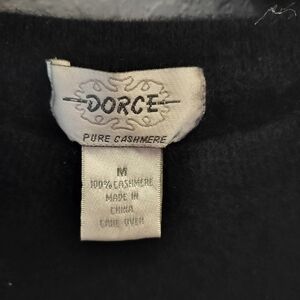 DORCE
PURE CASHMERE
M
100% CASHMERE
MADE IN
CHINA
CARE OVER